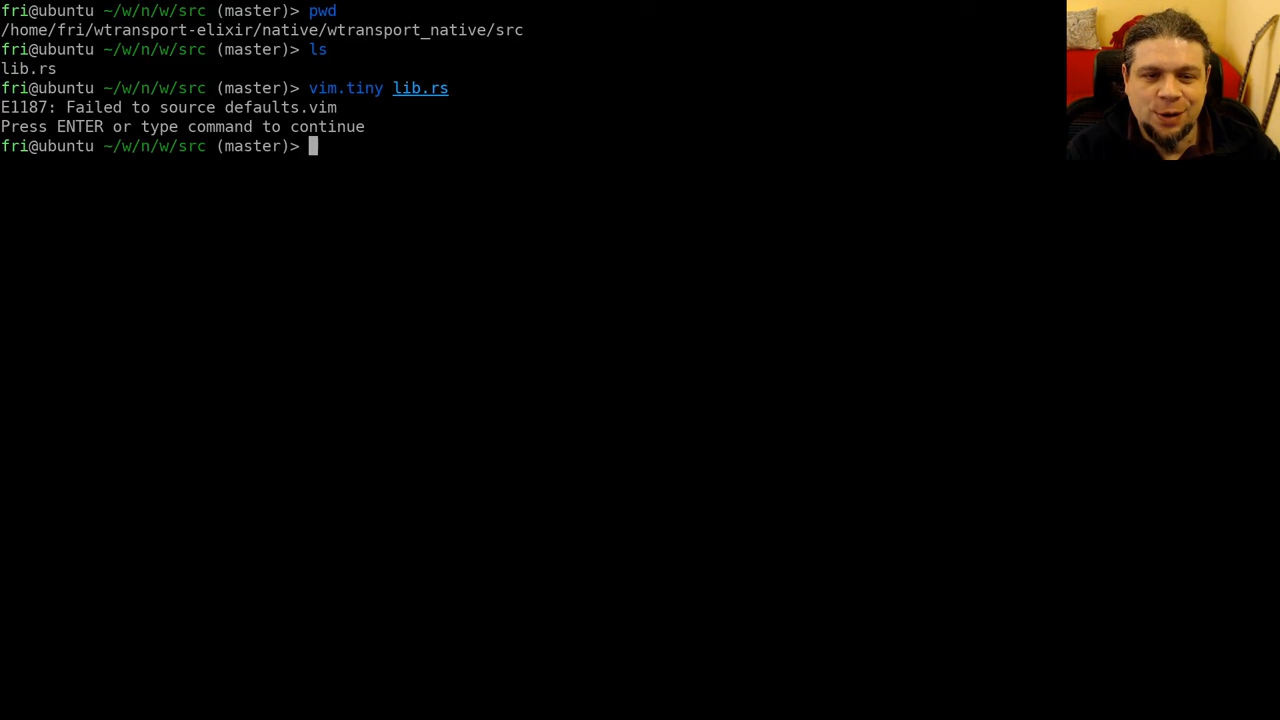 fri@ubuntu ~/w/n/w/src (master)> pwd
/home/fri/wtransport-elixir/native/wtransport_native/src
fri@ubuntu ~/w/n/w/src (master)> ls
lib.rs
fri@ubuntu ~/w/n/w/src (master)> vim.tiny lib.rs
E1187: Failed to source defaults.vim
Press ENTER or type command to continue
fri@ubuntu ~/w/n/w/src (master)>